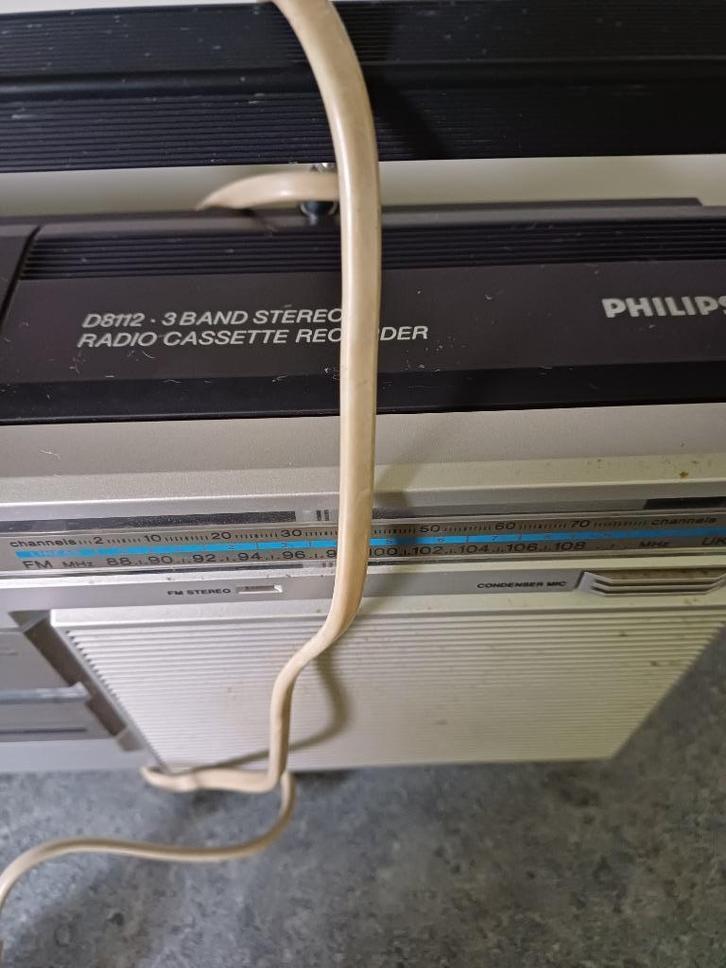 D8112 · 3 BAND STEREO
RADIO CASSETTE RECORDER
PHILIPS
channels 2 10 20 30 50 60 70 channels
LINEAR
FM MHz 88 90 92 94 96 100 102 104 106 108 MHz
FM STEREO
CONDENSER MIC